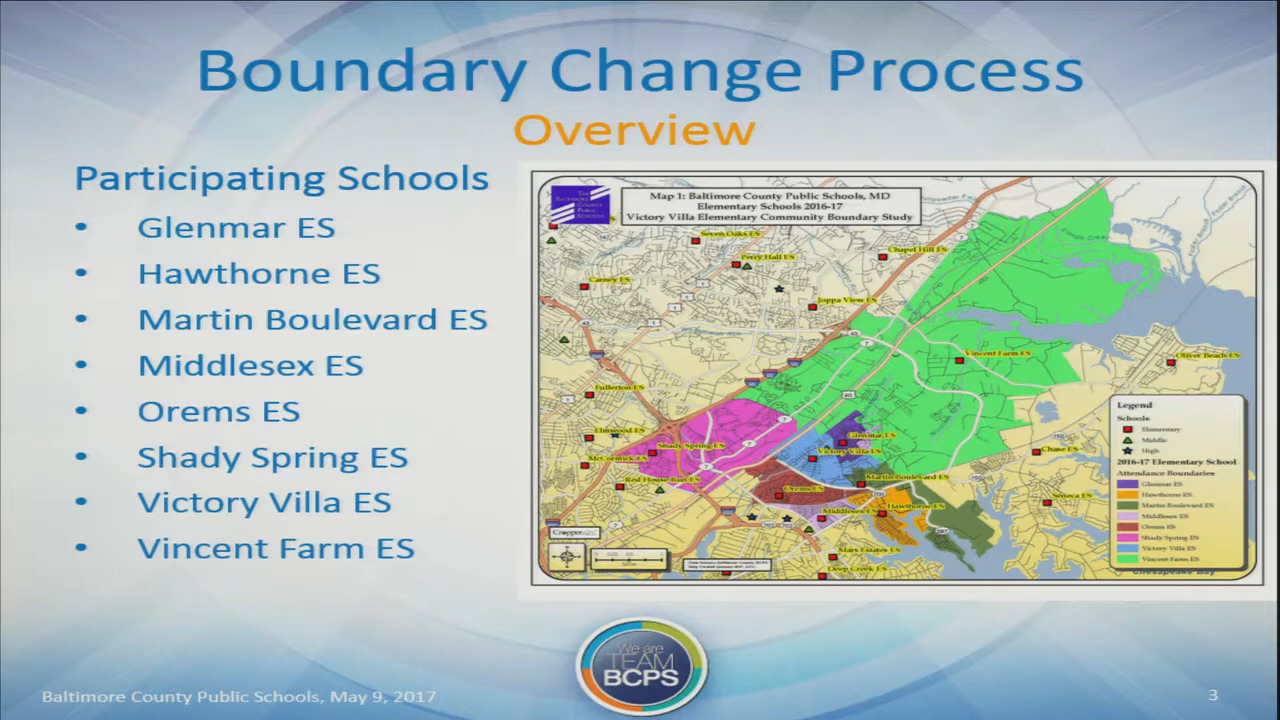 Boundary Change Process
Overview
Participating Schools
• Glenmar ES
• Hawthorne ES
• Martin Boulevard ES
• Middlesex ES
• Orems ES
• Shady Spring ES
• Victory Villa ES
• Vincent Farm ES
Map 1: Baltimore County Public Schools, MD
Elementary Schools 2016-17
Victory Villa Elementary Community Boundary Study
Seven Oaks ES
Perry Hall ES
Chapel Hill ES
Carney ES
Joppa View ES
Vincent Farm ES
Oliver Beach ES
Fullerton ES
Elmwood ES
Shady Spring ES
McCormick ES
Red House Run ES
Glenmar ES
Victory Villa ES
Martin Boulevard ES
Orems ES
Middlesex ES
Hawthorne ES
Chase ES
Seneca ES
Mars Estates ES
Deep Creek ES
Legend
Schools
Elementary
Middle
High
2016-17 Elementary School
Attendance Boundaries
Glenmar ES
Hawthorne ES
Martin Boulevard ES
Middlesex ES
Orems ES
Shady Spring ES
Victory Villa ES
Vincent Farm ES
Chesapeake Bay
We are
TEAM
BCPS
Baltimore County Public Schools, May 9, 2017
3